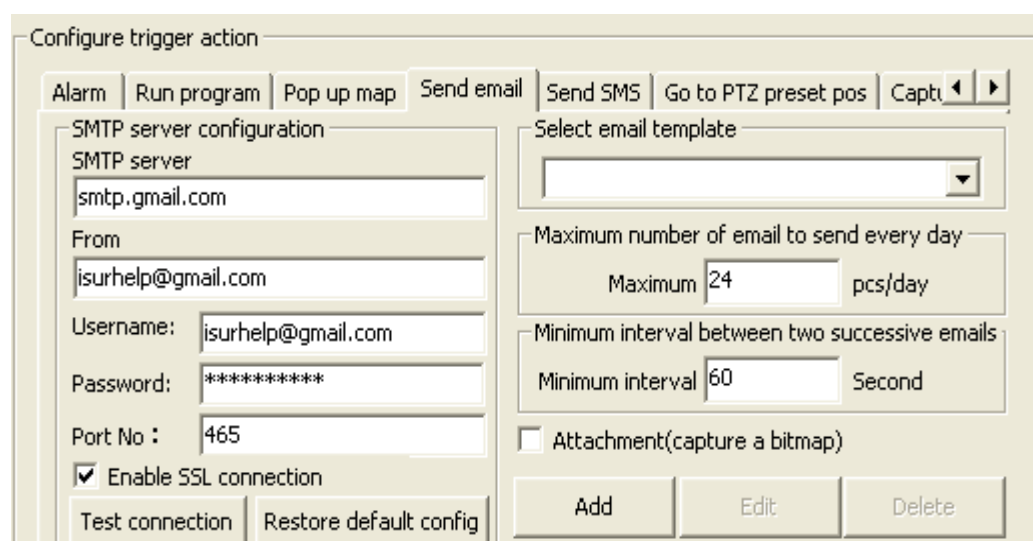 Configure trigger action
Alarm Run program Pop up map Send email Send SMS Go to PTZ preset pos
SMTP server configuration
SMTP server
smtp.gmail.com
From
isurhelp@gmail.com
Username: isurhelp@gmail.com
Password: **********
Port No : 465
Enable SSL connection
Test connection Restore default config
Select email template
Maximum number of email to send every day
Maximum 24 pcs/day
Minimum interval between two successive emails
Minimum interval 60 Second
Attachment(capture a bitmap)
Add Edit Delete